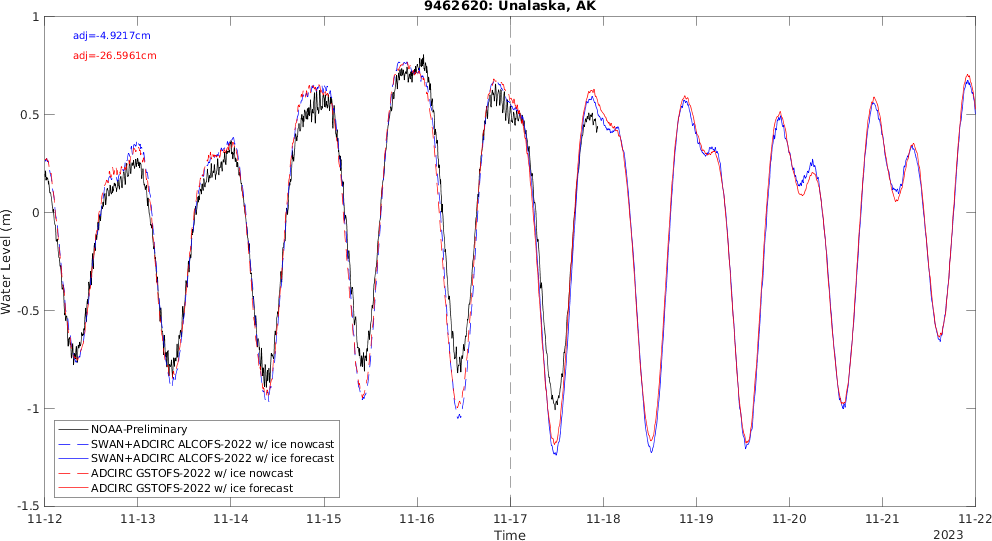 9462620: Unalaska, AK
adj=-4.9217cm
adj=-26.5961cm
Water Level (m)
1
0.5
0
-0.5
-1
-1.5
NOAA-Preliminary
SWAN+ADCIRC ALCOFS-2022 w/ ice nowcast
SWAN+ADCIRC ALCOFS-2022 w/ ice forecast
ADCIRC GSTOFS-2022 w/ ice nowcast
ADCIRC GSTOFS-2022 w/ ice forecast
11-12 11-13 11-14 11-15 11-16 11-17 11-18 11-19 11-20 11-21 11-22
Time
2023